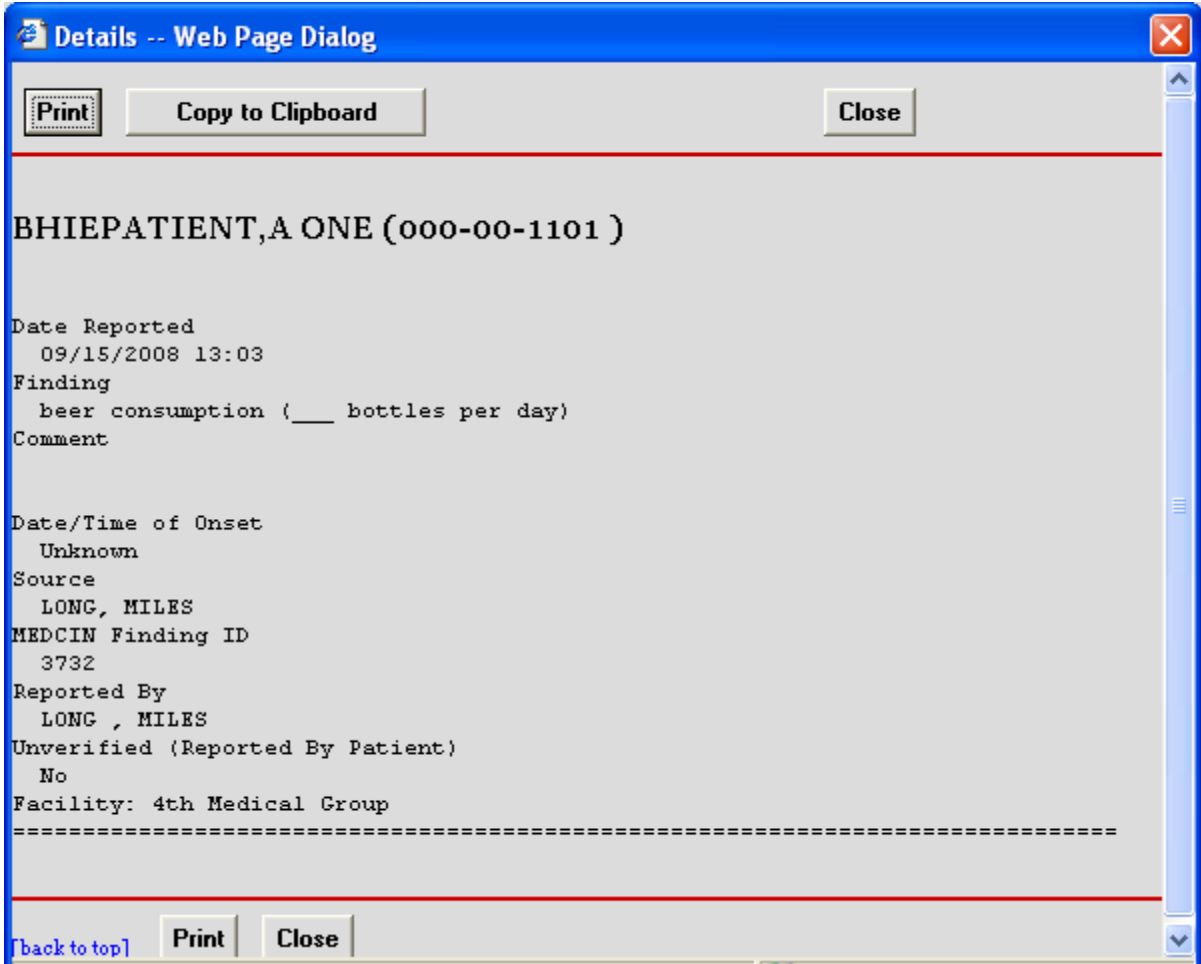 Details -- Web Page Dialog
Print Copy to Clipboard Close
BHIEPATIENT,A ONE (000-00-1101 )
Date Reported
09/15/2008 13:03
Finding
beer consumption (___ bottles per day)
Comment
Date/Time of Onset
Unknown
Source
LONG, MILES
MEDCIN Finding ID
3732
Reported By
LONG , MILES
Unverified (Reported By Patient)
No
Facility: 4th Medical Group
===============================================================================
[back to top] Print Close